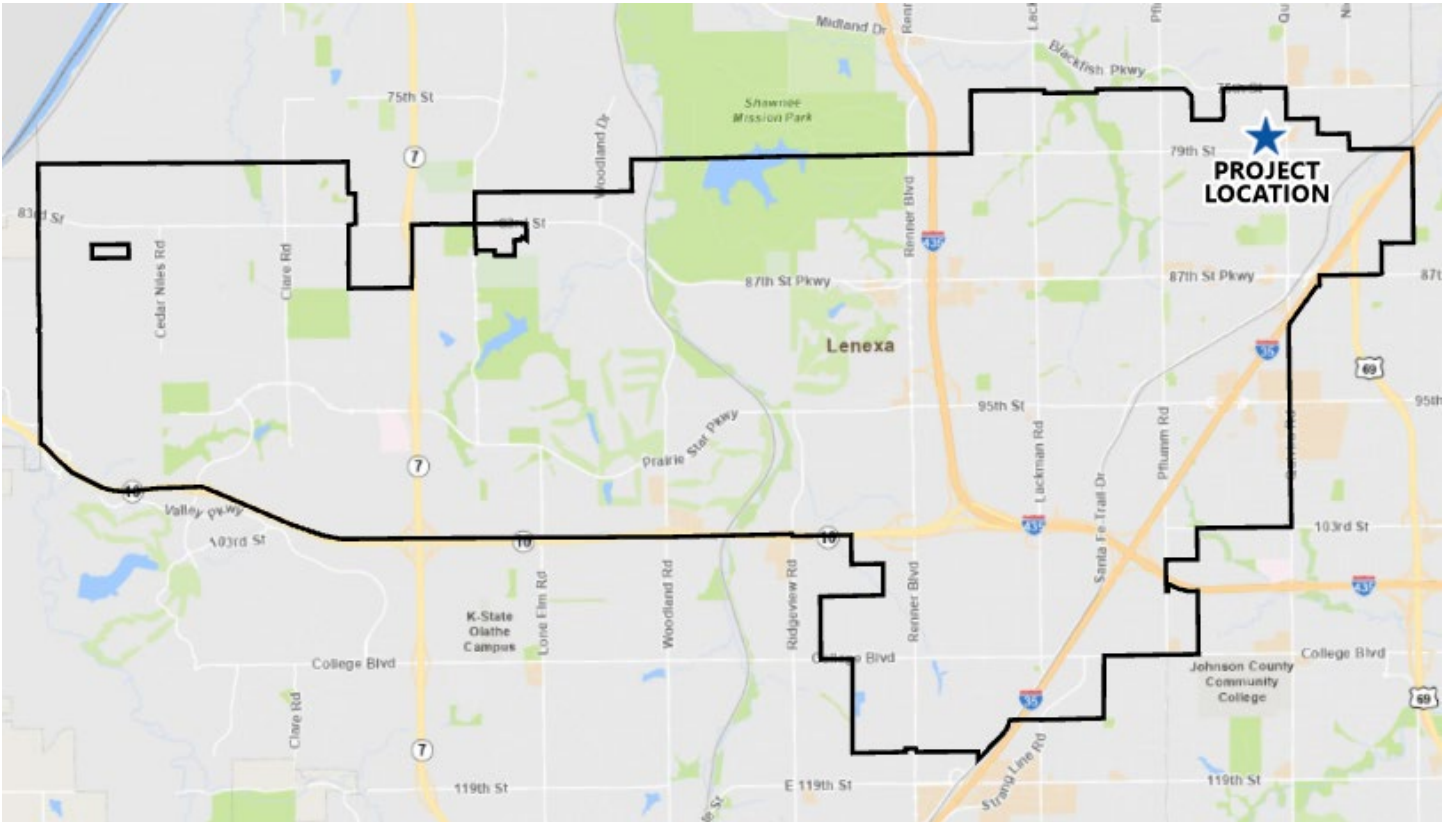 Midland Dr
Blackfish Pkwy
75th St
75th St
Shawnee
Mission Park
Woodland Dr
7
79th St
PROJECT
LOCATION
83rd St
83rd St
Renner Blvd
435
Cedar Niles Rd
Clare Rd
87th St Pkwy
87th St Pkwy
Lenexa
35
69
95th St
95th
Prairie Star Pkwy
Lackman Rd
Pflumm Rd
7
10
Valley Pkwy
103rd St
10
10
435
Santa Fe Trail Dr
103rd St
435
K-State
Olathe
Campus
Lone Elm Rd
Woodland Rd
Ridgeview Rd
Renner Blvd
College Blvd
College Blvd
College Blvd
Johnson County
Community
College
35
69
Clare Rd
7
Strang Line Rd
119th St
E 119th St
119th St